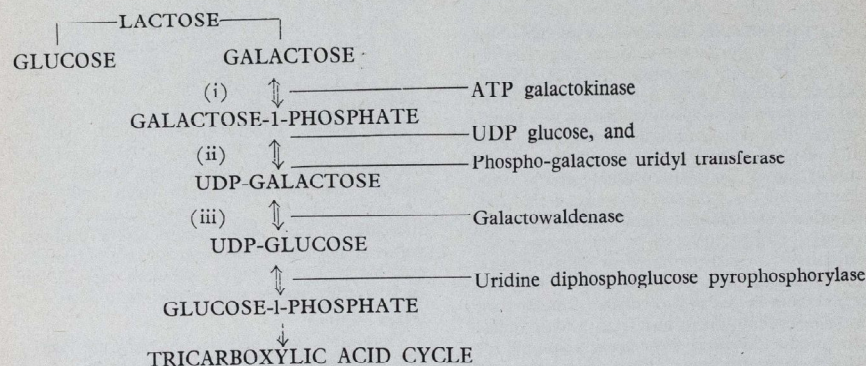 LACTOSE
GLUCOSE GALACTOSE
(i) ATP galactokinase
GALACTOSE-1-PHOSPHATE
UDP glucose, and
(ii) Phospho-galactose uridyl transferase
UDP-GALACTOSE
(iii) Galactowaldenase
UDP-GLUCOSE
Uridine diphosphoglucose pyrophosphorylase
GLUCOSE-1-PHOSPHATE
TRICARBOXYLIC ACID CYCLE